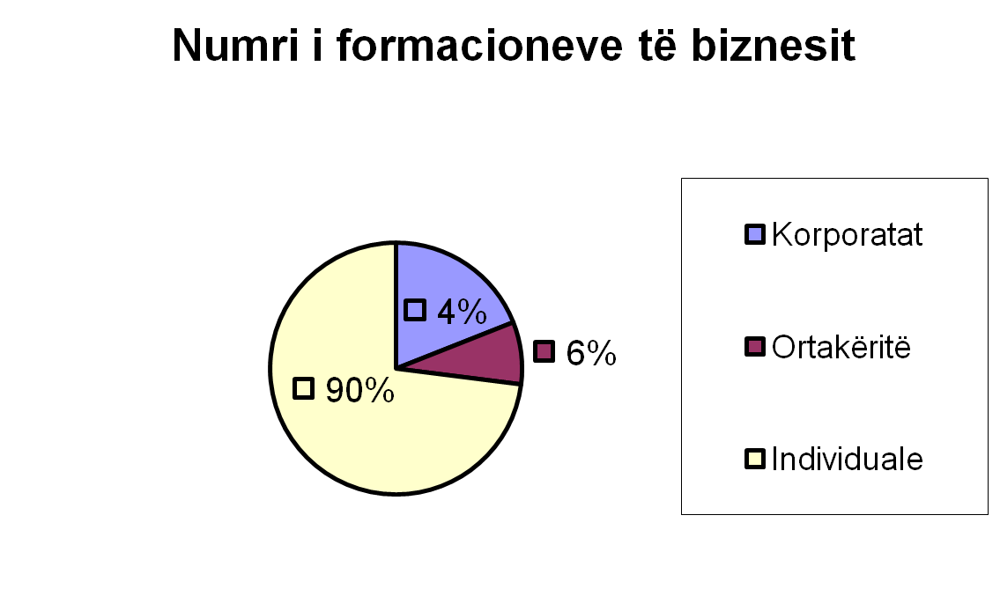 Numri i formacioneve të biznesit
4%
6%
90%
Korporatat
Ortakëritë
Individuale